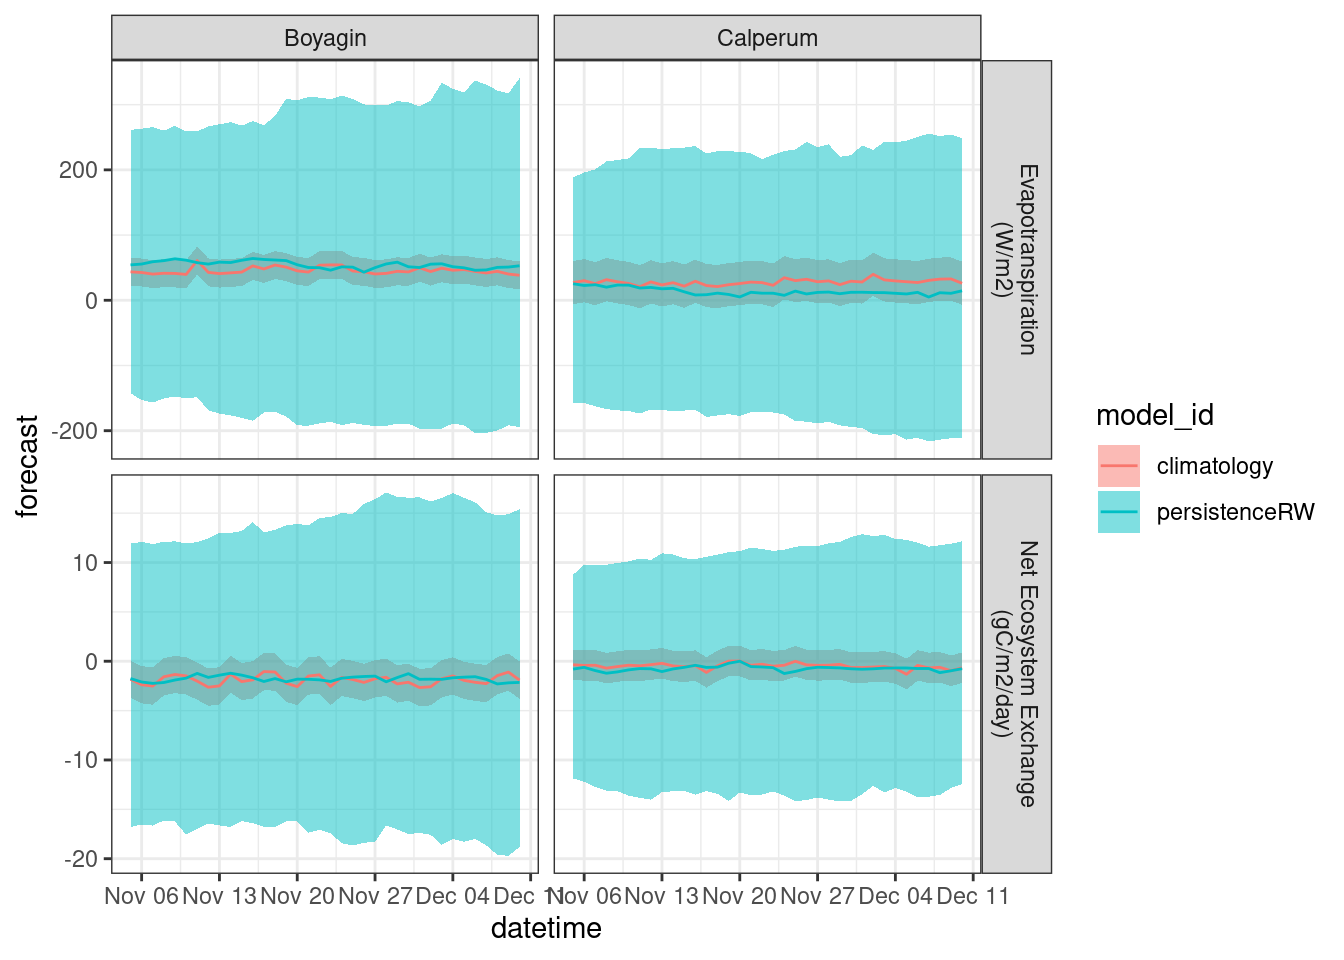 Boyagin
Calperum
200
0
-200
Evapotranspiration
(W/m2)
forecast
10
0
-10
-20
Net Ecosystem Exchange
(gC/m2/day)
Nov 06 Nov 13 Nov 20 Nov 27 Dec 04 Dec 11
Nov 06 Nov 13 Nov 20 Nov 27 Dec 04 Dec 11
datetime
model_id
climatology
persistenceRW